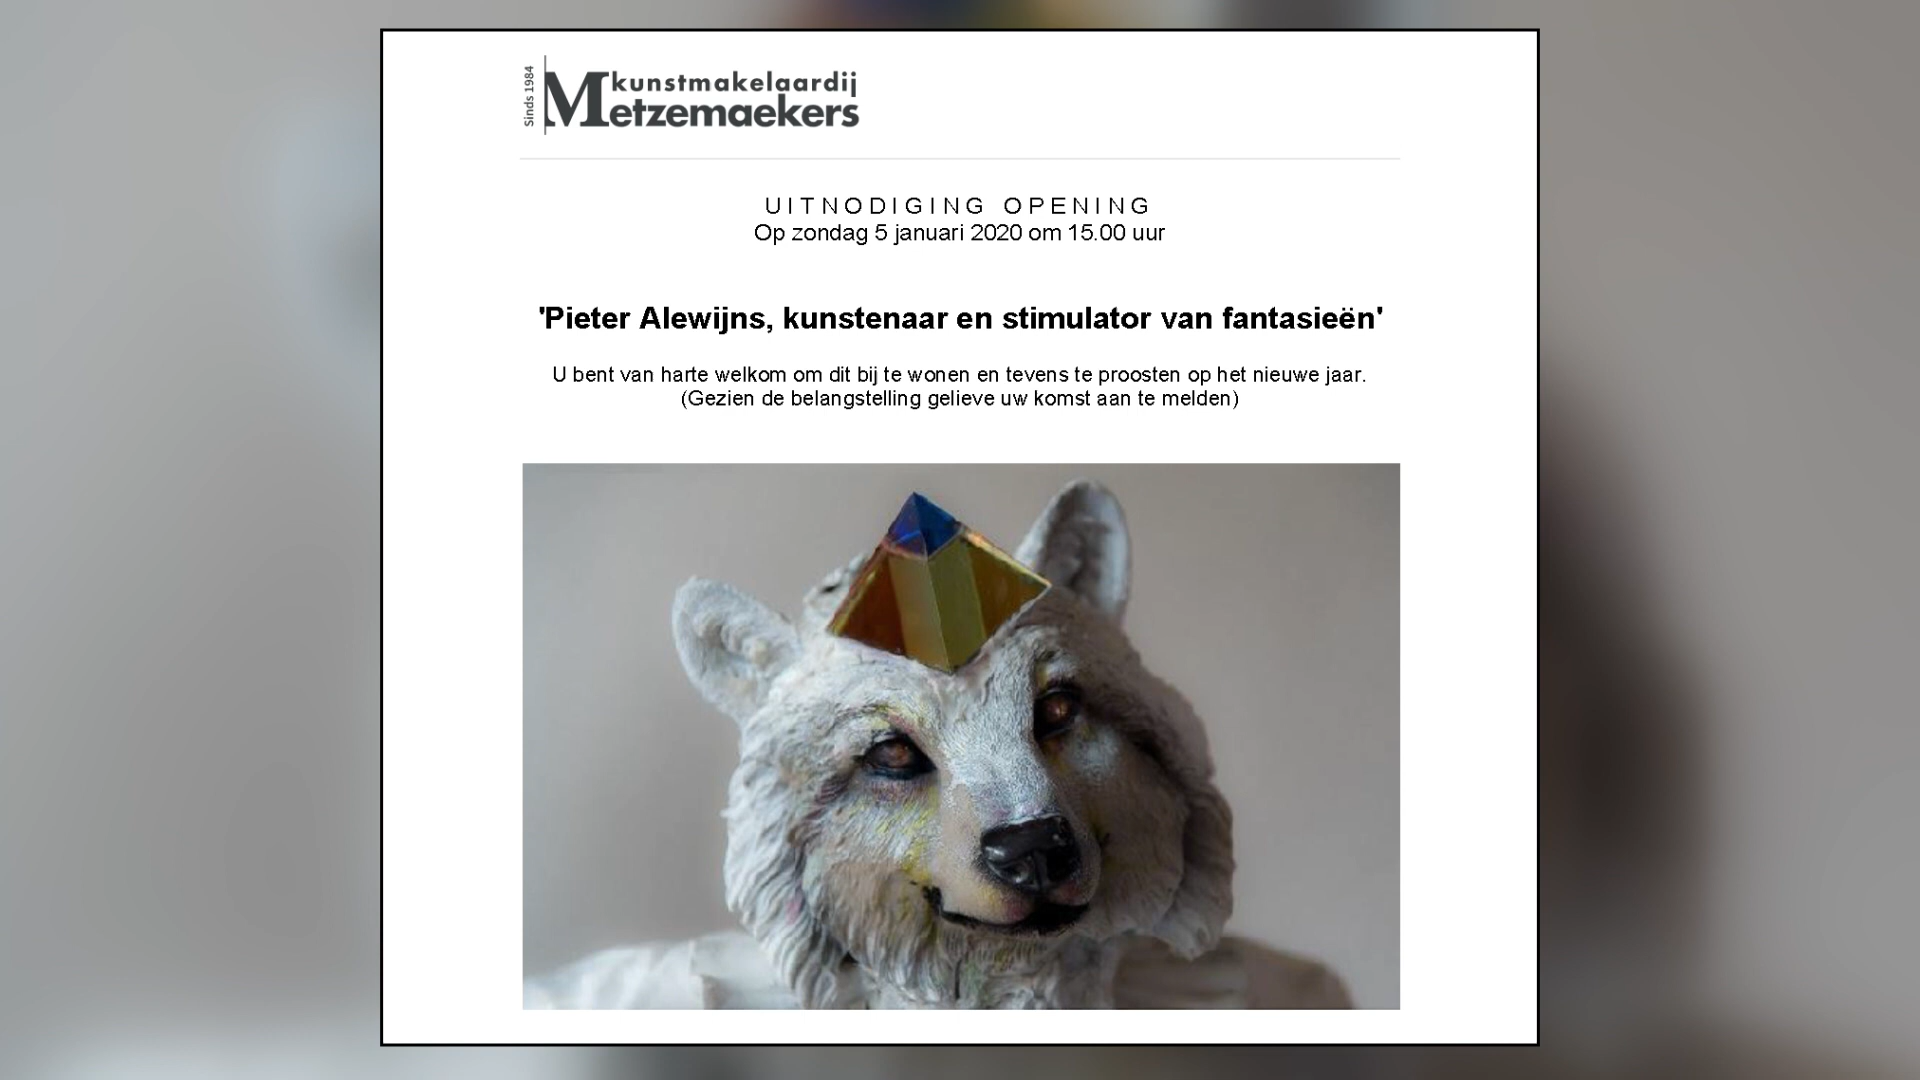 Sinds 1984
kunstmakelaardij
Metzemaekers
UITNODIGING OPENING
Op zondag 5 januari 2020 om 15.00 uur
'Pieter Alewijns, kunstenaar en stimulator van fantasieën'
U bent van harte welkom om dit bij te wonen en tevens te proosten op het nieuwe jaar.
(Gezien de belangstelling gelieve uw komst aan te melden)